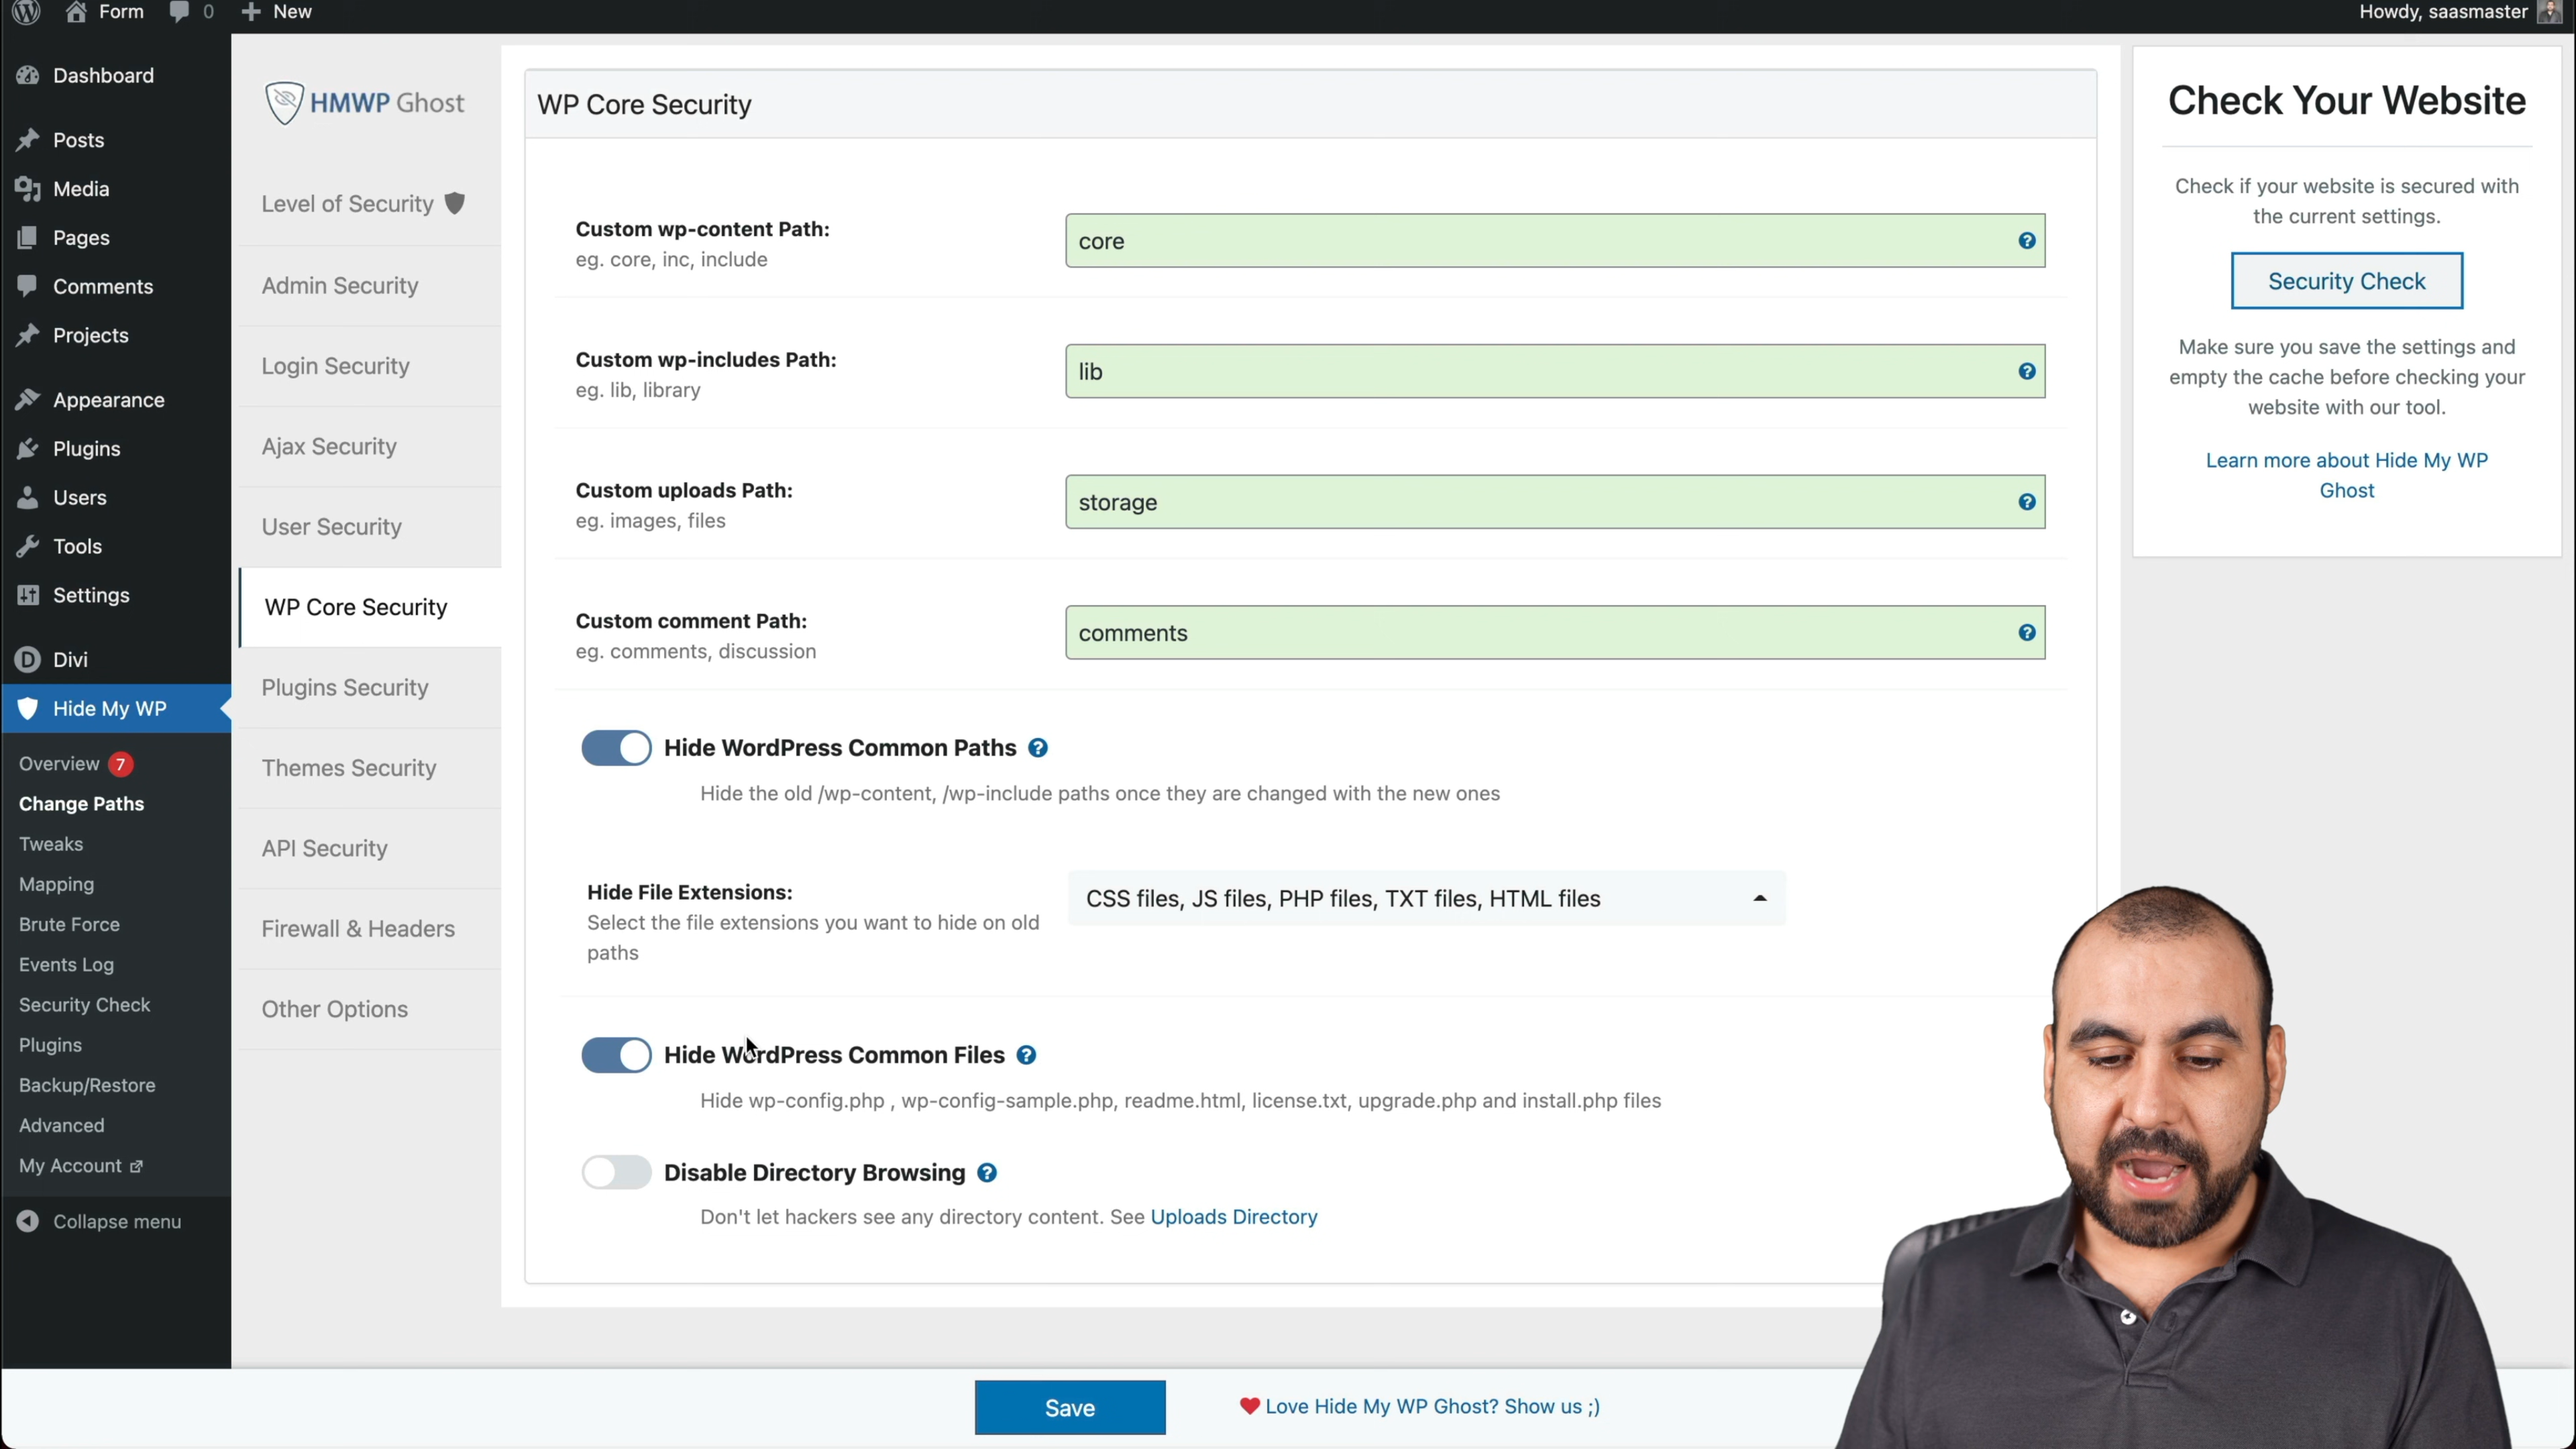 Form
0
New
Howdy, saasmaster
Dashboard
Posts
Media
Pages
Comments
Projects
Appearance
Plugins
Users
Tools
Settings
Divi
Hide My WP
Overview 7
Change Paths
Tweaks
Mapping
Brute Force
Events Log
Security Check
Plugins
Backup/Restore
Advanced
My Account
Collapse menu
HMWP Ghost
Level of Security
Admin Security
Login Security
Ajax Security
User Security
WP Core Security
Plugins Security
Themes Security
API Security
Firewall & Headers
Other Options
WP Core Security
Custom wp-content Path:
eg. core, inc, include
core
Custom wp-includes Path:
eg. lib, library
lib
Custom uploads Path:
eg. images, files
storage
Custom comment Path:
eg. comments, discussion
comments
Hide WordPress Common Paths
Hide the old /wp-content, /wp-include paths once they are changed with the new ones
Hide File Extensions:
Select the file extensions you want to hide on old
paths
CSS files, JS files, PHP files, TXT files, HTML files
Hide WordPress Common Files
Hide wp-config.php , wp-config-sample.php, readme.html, license.txt, upgrade.php and install.php files
Disable Directory Browsing
Don't let hackers see any directory content. See Uploads Directory
Save
Love Hide My WP Ghost? Show us ;)
Check Your Website
Check if your website is secured with
the current settings.
Security Check
Make sure you save the settings and
empty the cache before checking your
website with our tool.
Learn more about Hide My WP
Ghost